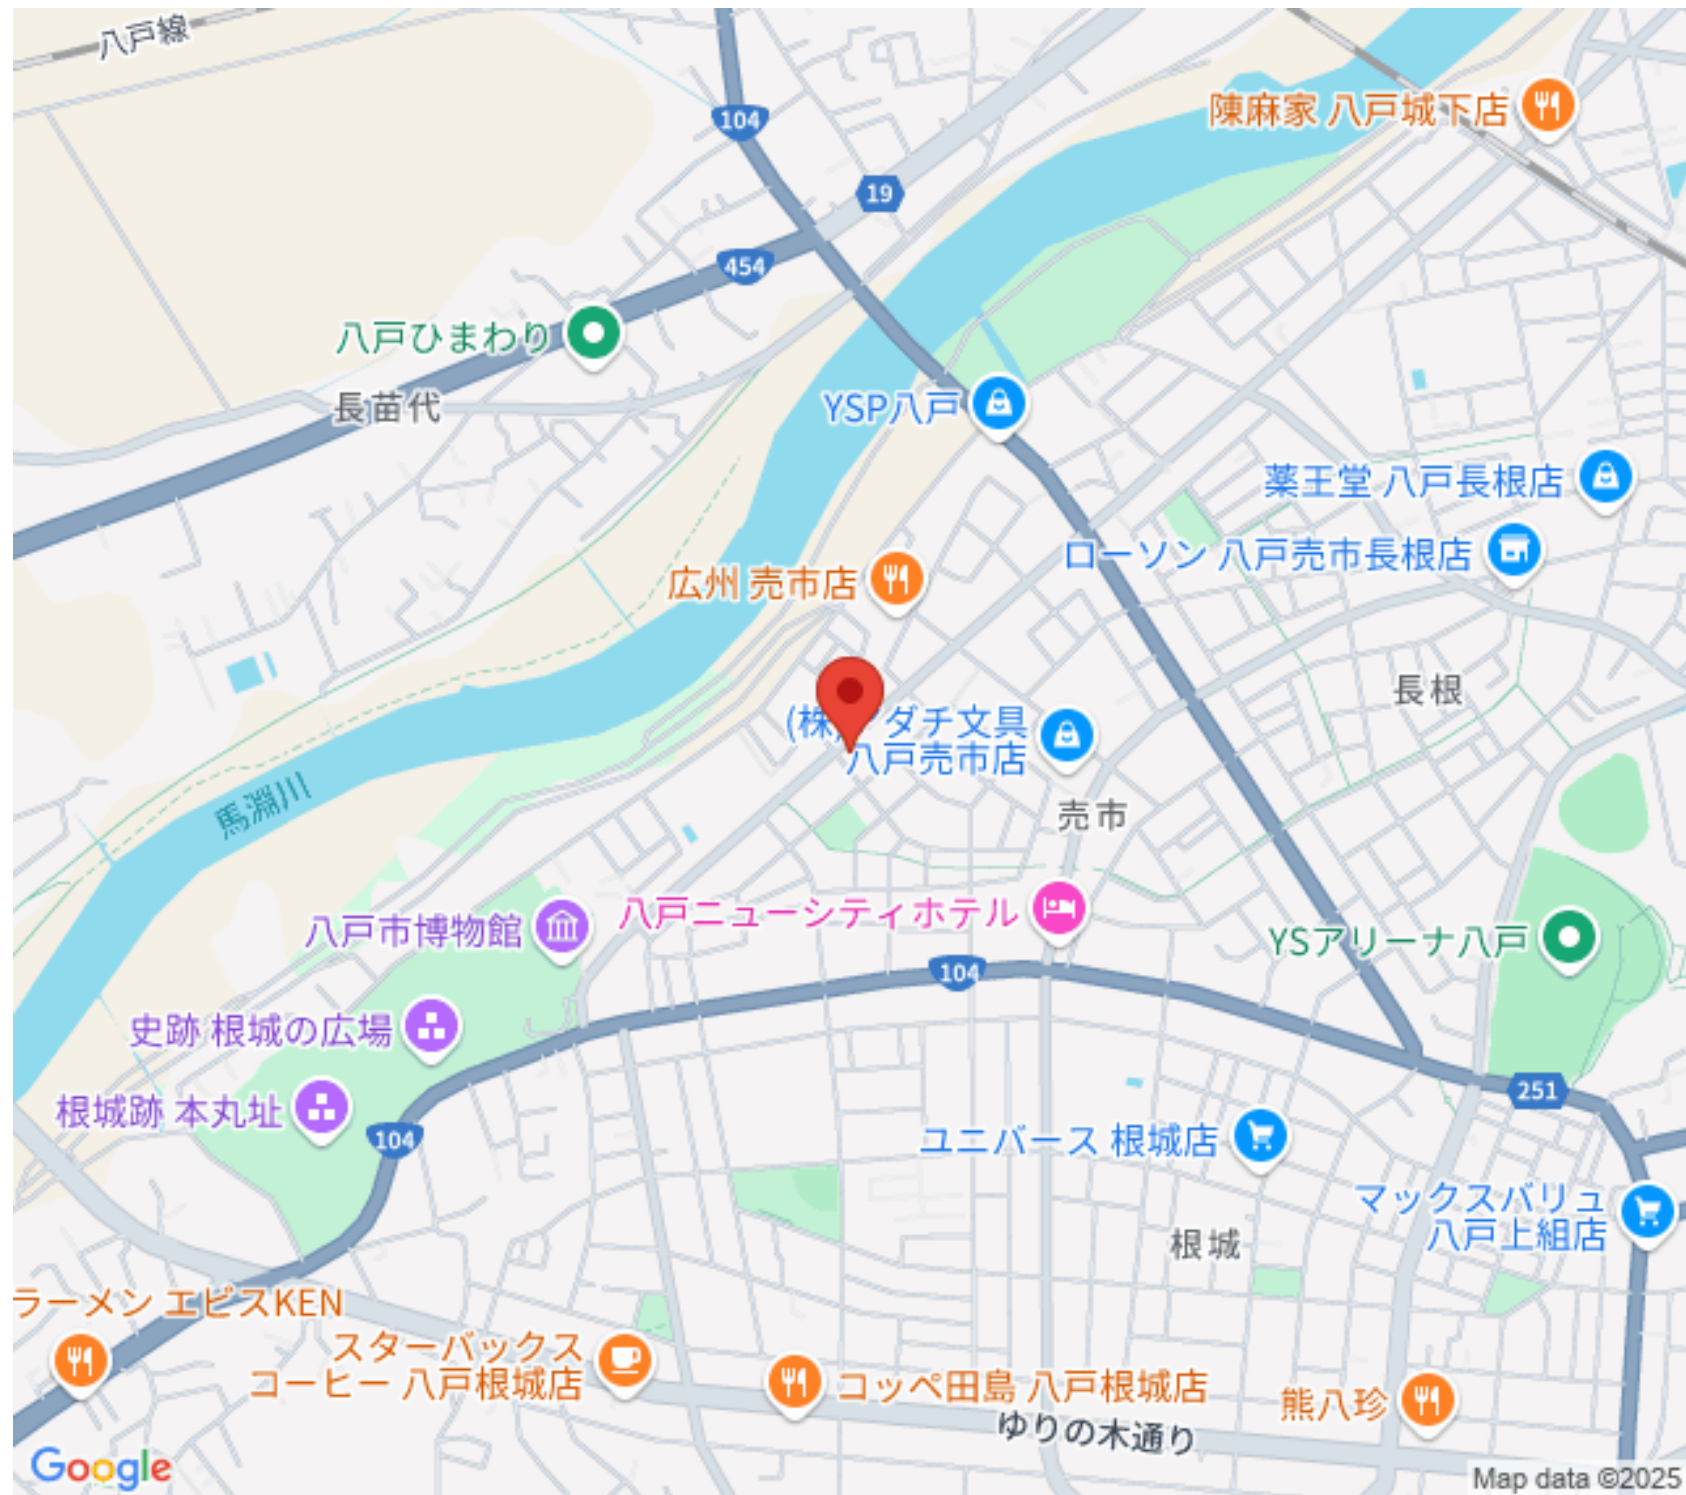 八戸線
104
陳麻家 八戸城下店
19
454
八戸ひまわり
長苗代
YSP八戸
薬王堂 八戸長根店
ローソン 八戸売市長根店
広州 売市店
長根
(株)アダチ文具
八戸売市店
馬淵川
売市
八戸ニューシティホテル
八戸市博物館
YSアリーナ八戸
104
史跡 根城の広場
251
根城跡 本丸址
104
ユニバース 根城店
マックスバリュ
八戸上組店
根城
ラーメン エビスKEN
スターバックス
コーヒー 八戸根城店
コッペ田島 八戸根城店
熊八珍
ゆりの木通り
Google
Map data ©2025